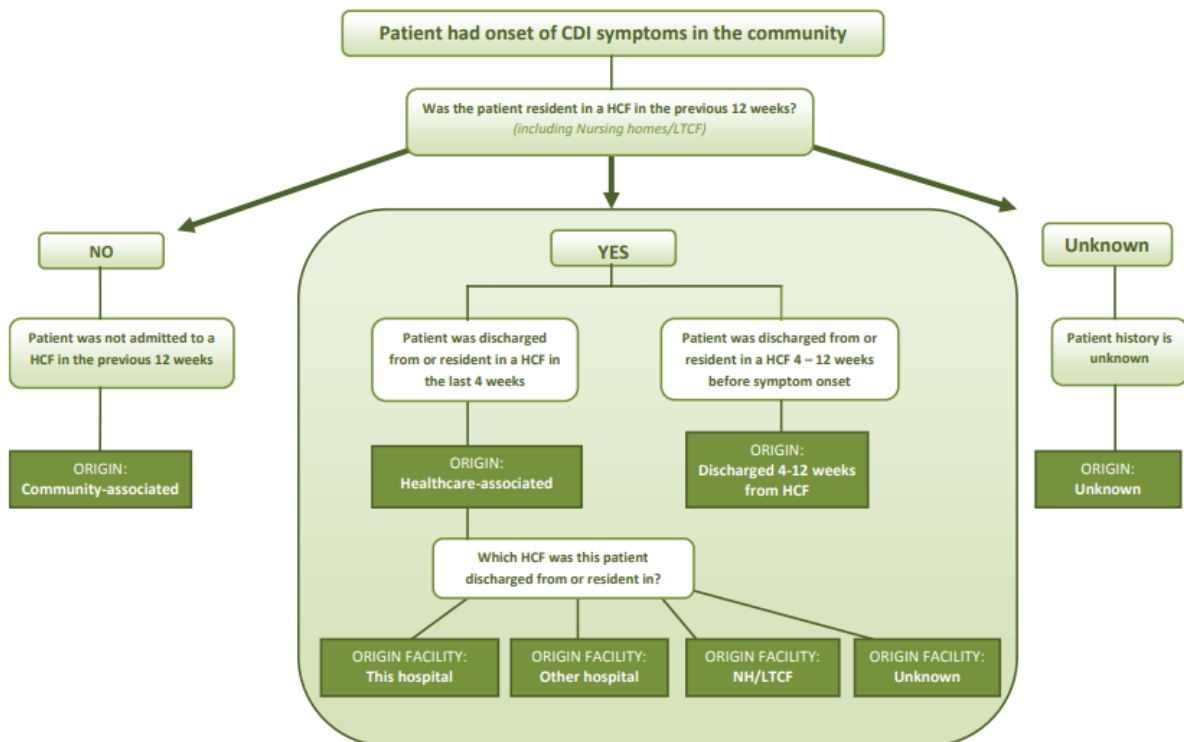 Patient had onset of CDI symptoms in the community
Was the patient resident in a HCF in the previous 12 weeks?
(including Nursing homes/LTCF)
NO
YES
Unknown
Patient was not admitted to a
HCF in the previous 12 weeks
Patient was discharged
from or resident in a HCF in
the last 4 weeks
Patient was discharged from or
resident in a HCF 4 – 12 weeks
before symptom onset
Patient history is
unknown
ORIGIN:
Community-associated
ORIGIN:
Healthcare-associated
ORIGIN:
Discharged 4-12 weeks
from HCF
ORIGIN:
Unknown
Which HCF was this patient
discharged from or resident in?
ORIGIN FACILITY:
This hospital
ORIGIN FACILITY:
Other hospital
ORIGIN FACILITY:
NH/LTCF
ORIGIN FACILITY:
Unknown